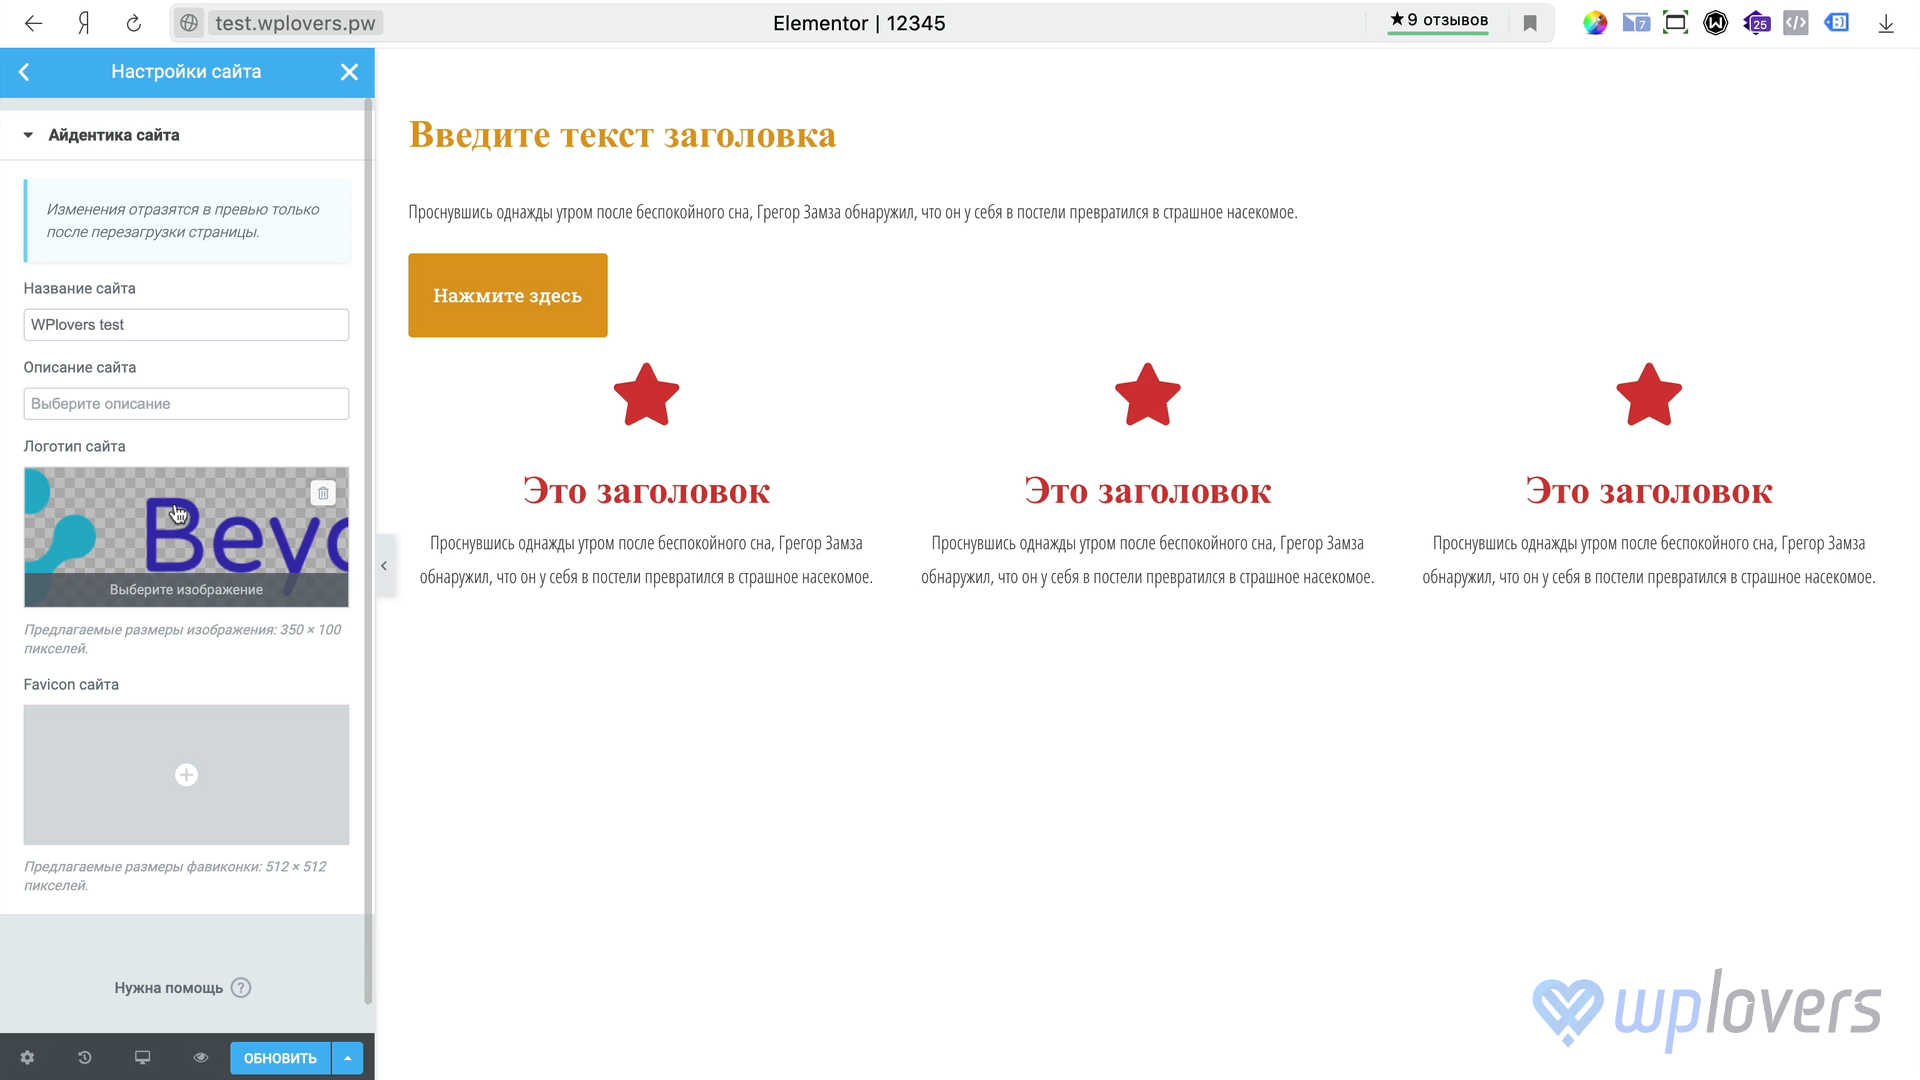 Я
test.wplovers.pw
Elementor | 12345
★9 отзывов
7
25
</>
Настройки сайта
Айдентика сайта
Изменения отразятся в превью только
после перезагрузки страницы.
Название сайта
WPlovers test
Описание сайта
Выберите описание
Логотип сайта
Beyo
Выберите изображение
Предлагаемые размеры изображения: 350 × 100
пикселей.
Favicon сайта
Предлагаемые размеры фавиконки: 512 × 512
пикселей.
Нужна помощь ?
ОБНОВИТЬ
Введите текст заголовка
Проснувшись однажды утром после беспокойного сна, Грегор Замза обнаружил, что он у себя в постели превратился в страшное насекомое.
Нажмите здесь
Это заголовок
Проснувшись однажды утром после беспокойного сна, Грегор Замза
обнаружил, что он у себя в постели превратился в страшное насекомое.
Это заголовок
Проснувшись однажды утром после беспокойного сна, Грегор Замза
обнаружил, что он у себя в постели превратился в страшное насекомое.
Это заголовок
Проснувшись однажды утром после беспокойного сна, Грегор Замза
обнаружил, что он у себя в постели превратился в страшное насекомое.
wplovers